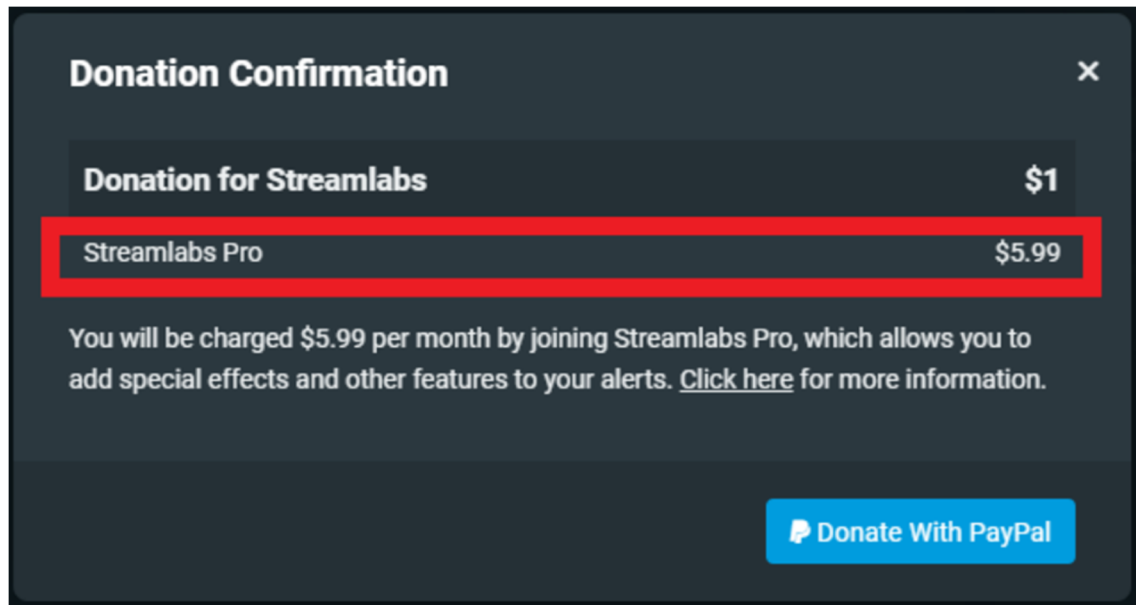 Donation Confirmation ×
Donation for Streamlabs $1
Streamlabs Pro $5.99
You will be charged $5.99 per month by joining Streamlabs Pro, which allows you to
add special effects and other features to your alerts. Click here for more information.
Donate With PayPal